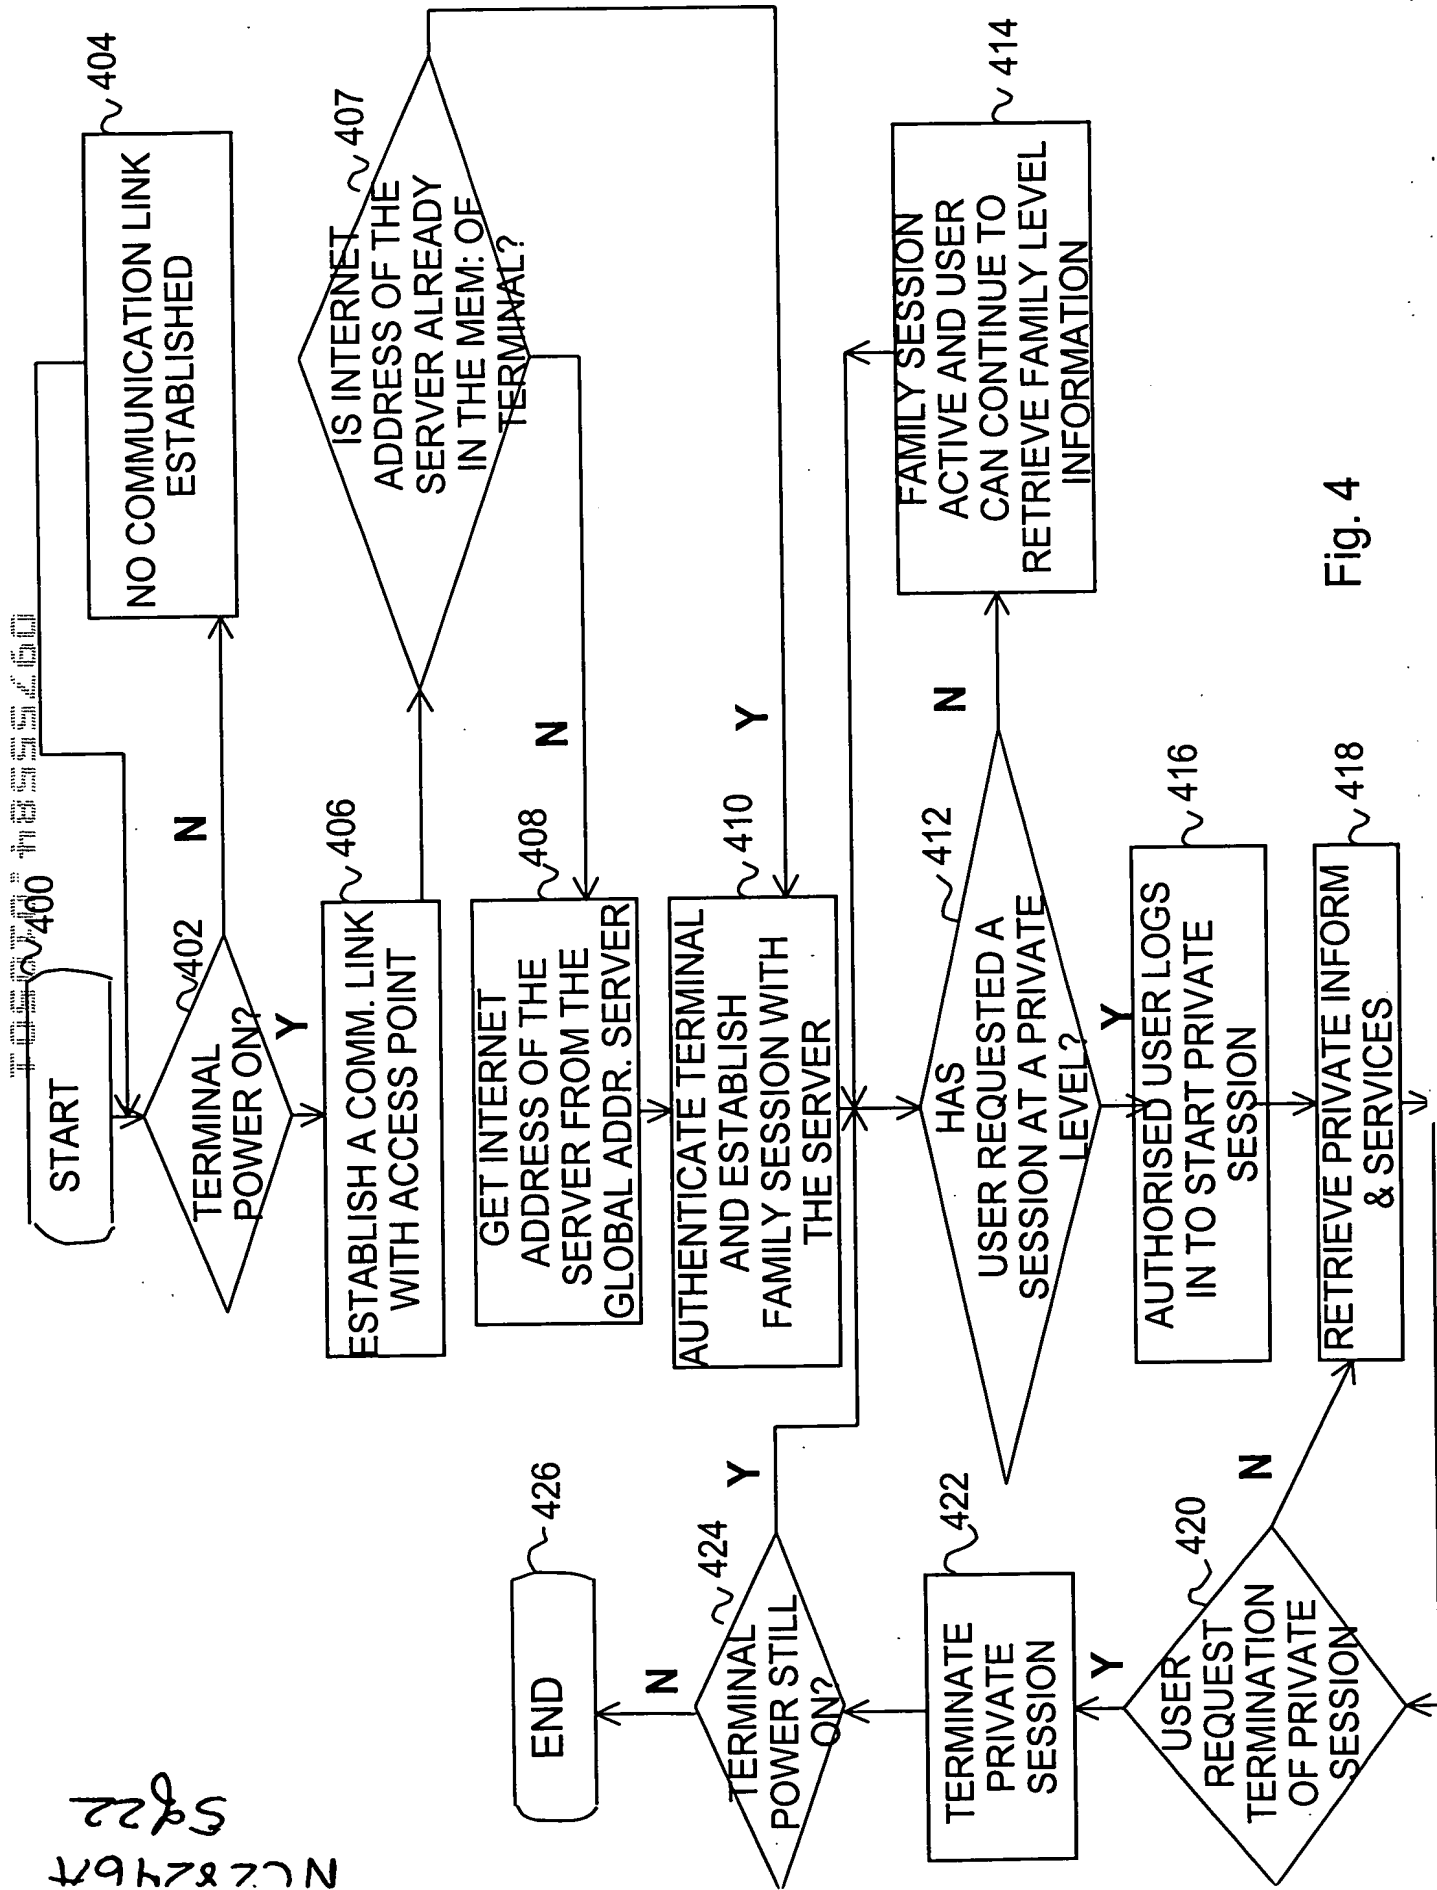 400
START
402
TERMINAL
POWER ON?
N
404
NO COMMUNICATION LINK
ESTABLISHED
Y
406
ESTABLISH A COMM. LINK
WITH ACCESS POINT
407
IS INTERNET
ADDRESS OF THE
SERVER ALREADY
IN THE MEM: OF
TERMINAL?
N
408
GET INTERNET
ADDRESS OF THE
SERVER FROM THE
GLOBAL ADDR. SERVER
Y
410
AUTHENTICATE TERMINAL
AND ESTABLISH
FAMILY SESSION WITH
THE SERVER
412
HAS
USER REQUESTED A
SESSION AT A PRIVATE
LEVEL?
N
414
FAMILY SESSION
ACTIVE AND USER
CAN CONTINUE TO
RETRIEVE FAMILY LEVEL
INFORMATION
Y
416
AUTHORISED USER LOGS
IN TO START PRIVATE
SESSION
418
RETRIEVE PRIVATE INFORM
& SERVICES
420
USER
REQUEST
TERMINATION
OF PRIVATE
SESSION
N
Y
422
TERMINATE
PRIVATE
SESSION
424
TERMINAL
POWER STILL
ON?
Y
N
426
END
Fig. 4